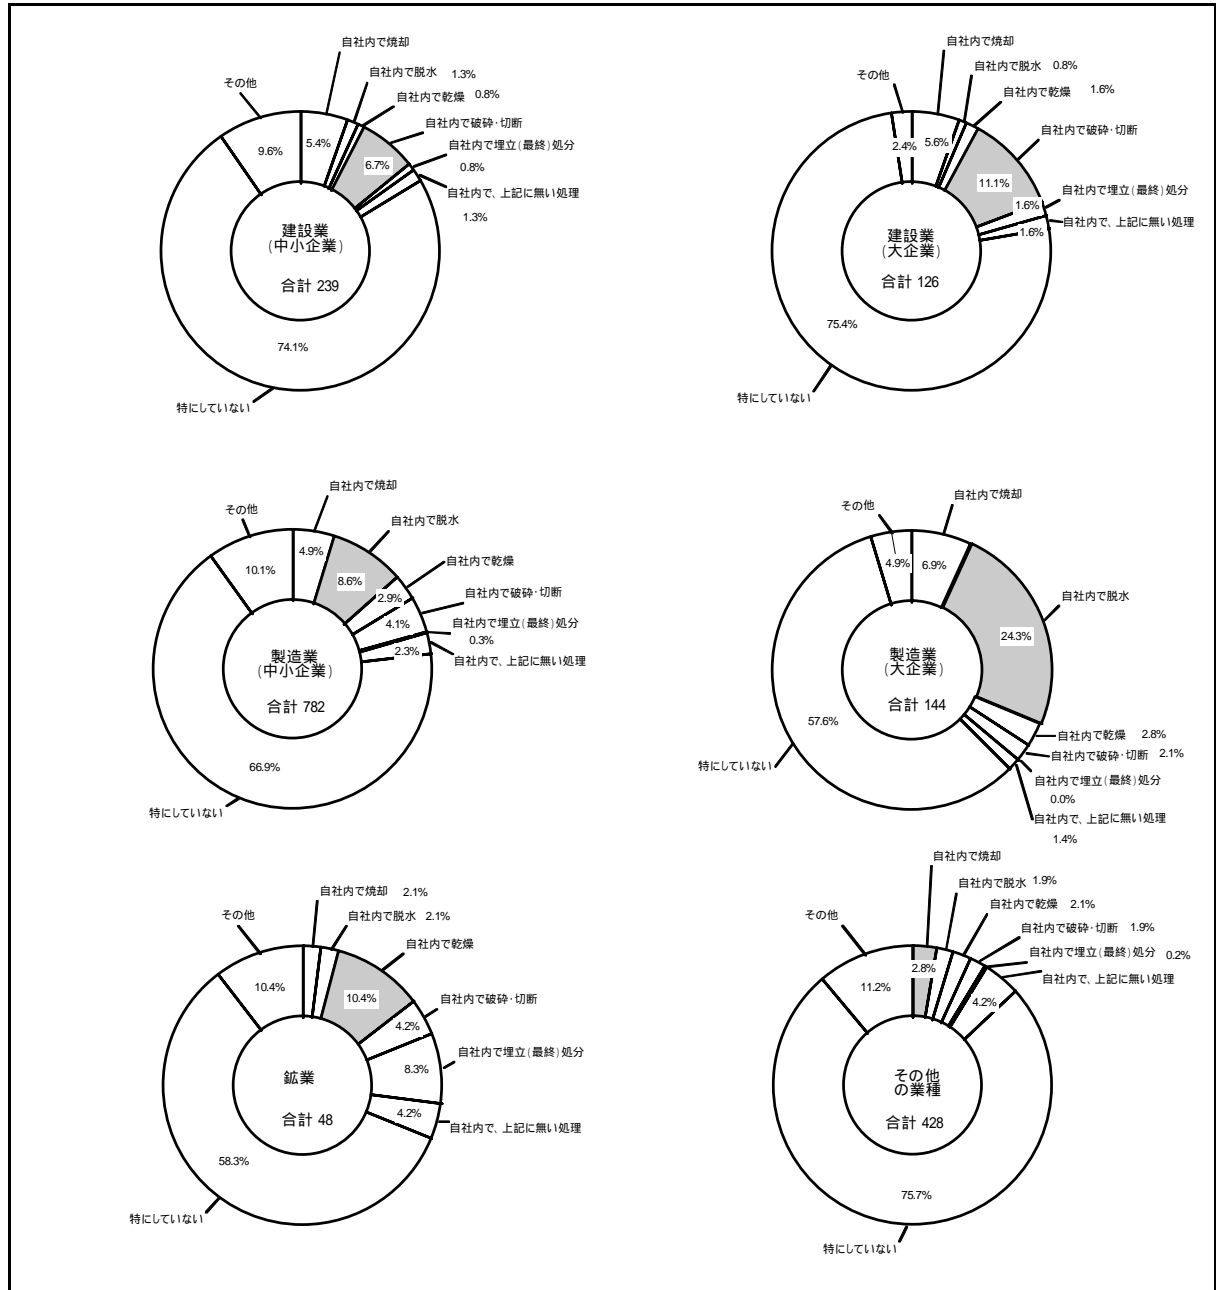 自社内で焼却
自社内で脱水 1.3%
自社内で乾燥 0.8%
その他
自社内で破砕・切断
自社内で埋立(最終)処分
0.8%
自社内で、上記に無い処理
1.3%
9.6%
5.4%
6.7%
建設業
(中小企業)
合計 239
74.1%
特にしていない
自社内で焼却
自社内で脱水 0.8%
自社内で乾燥 1.6%
その他
自社内で破砕・切断
自社内で埋立(最終)処分
自社内で、上記に無い処理
2.4%
5.6%
11.1%
1.6%
1.6%
建設業
(大企業)
合計 126
75.4%
特にしていない
自社内で焼却
その他
自社内で脱水
自社内で乾燥
自社内で破砕・切断
自社内で埋立(最終)処分
0.3%
自社内で、上記に無い処理
10.1%
4.9%
8.6%
2.9%
4.1%
2.3%
製造業
(中小企業)
合計 782
66.9%
特にしていない
自社内で焼却
その他
自社内で脱水
4.9%
6.9%
24.3%
製造業
(大企業)
合計 144
57.6%
自社内で乾燥 2.8%
自社内で破砕・切断 2.1%
特にしていない
自社内で埋立(最終)処分
0.0%
自社内で、上記に無い処理
1.4%
自社内で焼却 2.1%
自社内で脱水 2.1%
その他
自社内で乾燥
自社内で破砕・切断
自社内で埋立(最終)処分
自社内で、上記に無い処理
10.4%
10.4%
4.2%
8.3%
4.2%
鉱業
合計 48
58.3%
特にしていない
自社内で焼却
自社内で脱水 1.9%
自社内で乾燥 2.1%
その他
自社内で破砕・切断 1.9%
自社内で埋立(最終)処分 0.2%
自社内で、上記に無い処理
11.2%
2.8%
4.2%
その他
の業種
合計 428
75.7%
特にしていない